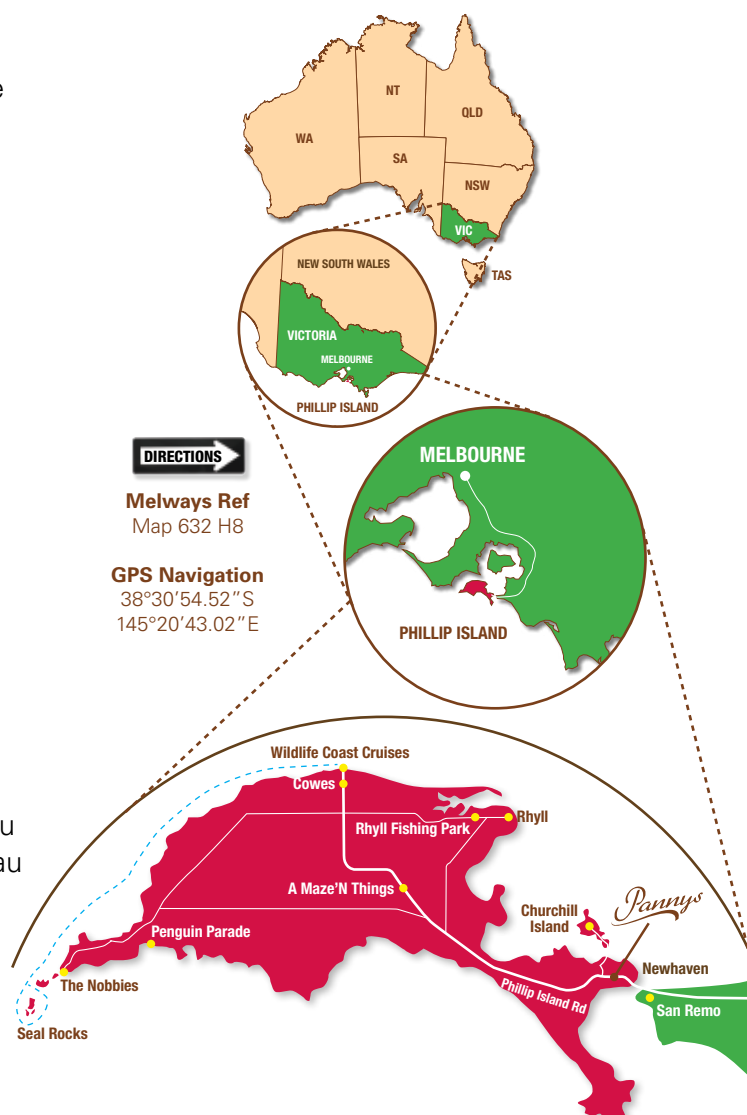 e
NT
QLD
WA
SA
NSW
VIC
TAS
NEW SOUTH WALES
VICTORIA
MELBOURNE
PHILLIP ISLAND
DIRECTIONS
Melways Ref
Map 632 H8
GPS Navigation
38°30'54.52"S
145°20'43.02"E
MELBOURNE
PHILLIP ISLAND
u
au
Wildlife Coast Cruises
Cowes
Rhyll Fishing Park
Rhyll
A Maze'N Things
Churchill
Island
Pannys
Penguin Parade
Newhaven
The Nobbies
Phillip Island Rd
San Remo
Seal Rocks